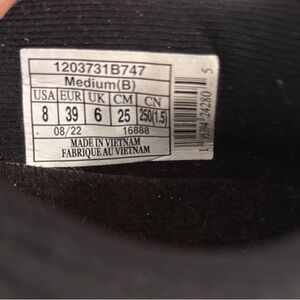 1203731B747
Medium(B)
USA EUR UK CM CN
8 39 6 25 250(1.5)
08/22 16888
MADE IN VIETNAM
FABRIQUE AU VIETNAM